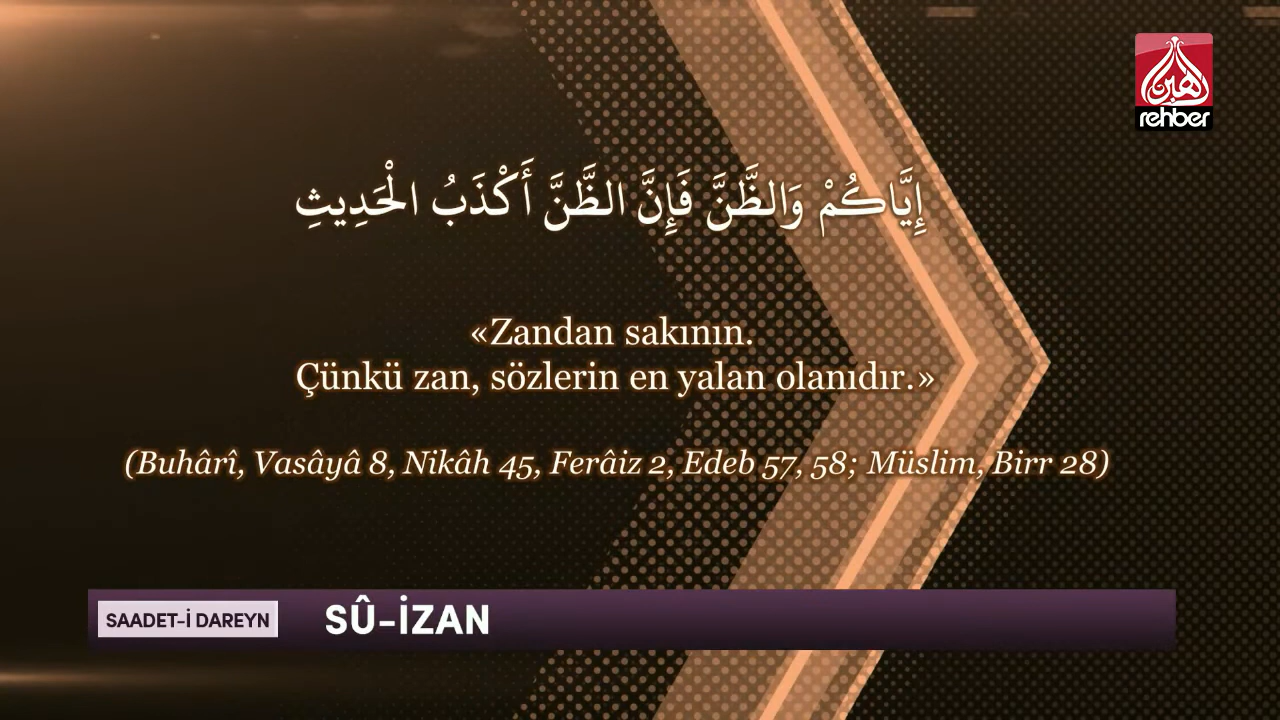 رهبر
rehber
إِيَّاكُمْ وَالظَّنَّ فَإِنَّ الظَّنَّ أَكْذَبُ الْحَدِيثِ
«Zandan sakının.
Çünkü zan, sözlerin en yalan olanıdır.»
(Buhârî, Vasâyâ 8, Nikâh 45, Ferâiz 2, Edeb 57, 58; Müslim, Birr 28)
SAADET-İ DAREYN
SÛ-İZAN